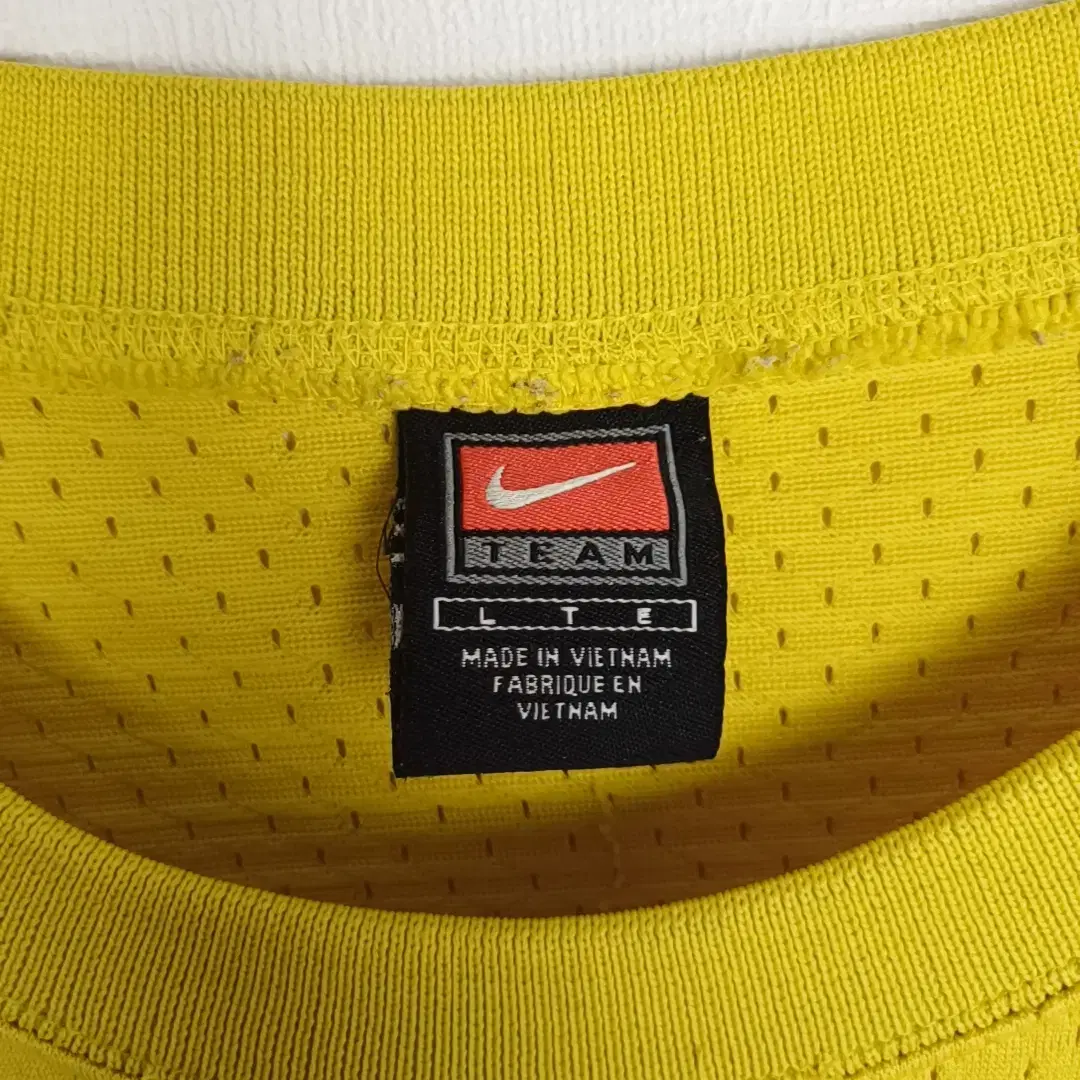 TEAM
L T E
MADE IN VIETNAM
FABRIQUE EN
VIETNAM